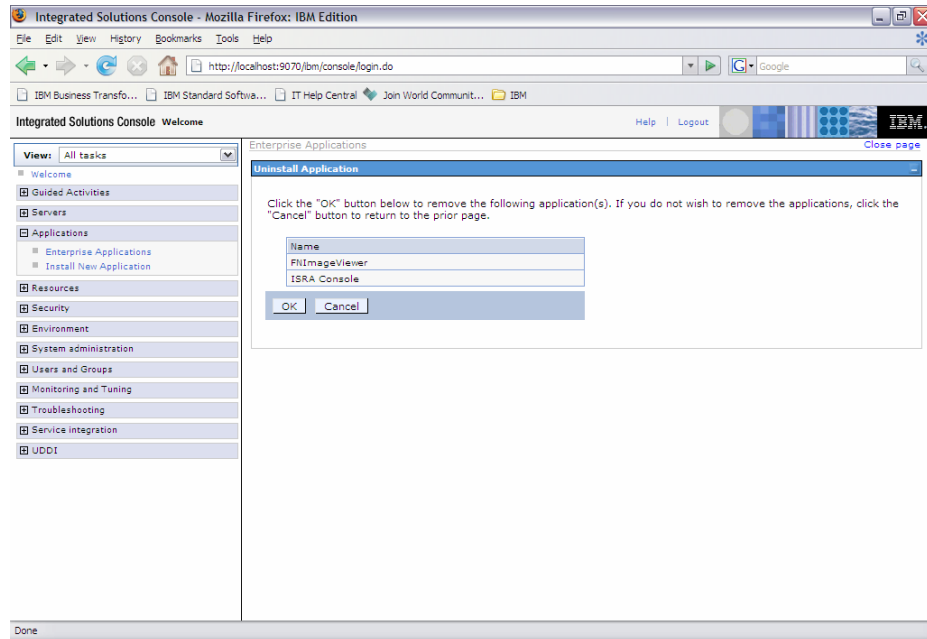 Integrated Solutions Console - Mozilla Firefox: IBM Edition
File Edit View History Bookmarks Tools Help
http://localhost:9070/ibm/console/login.do
G Google
IBM Business Transfo... IBM Standard Softwa... IT Help Central Join World Communit... IBM
Integrated Solutions Console Welcome
Help | Logout
IBM.
View: All tasks
Welcome
Guided Activities
Servers
Applications
Enterprise Applications
Install New Application
Resources
Security
Environment
System administration
Users and Groups
Monitoring and Tuning
Troubleshooting
Service integration
UDDI
Enterprise Applications
Close page
Uninstall Application
Click the "OK" button below to remove the following application(s). If you do not wish to remove the applications, click the
"Cancel" button to return to the prior page.
Name
FNImageViewer
ISRA Console
OK Cancel
Done